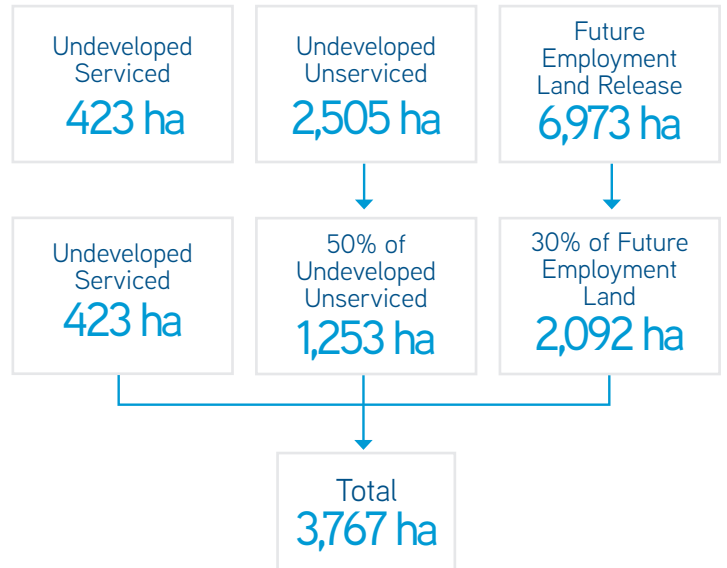 Undeveloped
Serviced
423 ha
Undeveloped
Unserviced
2,505 ha
Future
Employment
Land Release
6,973 ha
Undeveloped
Serviced
423 ha
50% of
Undeveloped
Unserviced
1,253 ha
30% of Future
Employment
Land
2,092 ha
Total
3,767 ha